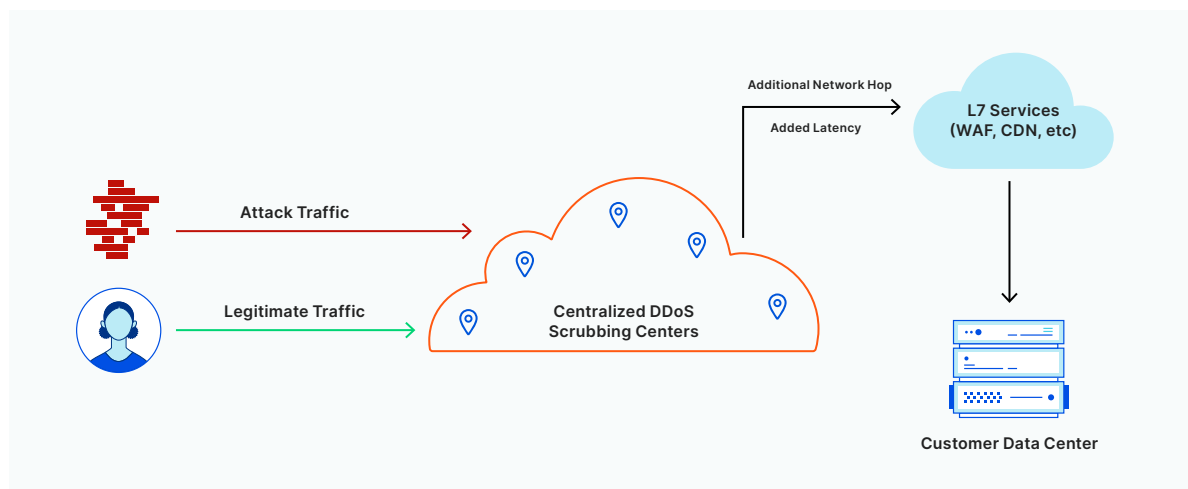 Additional Network Hop
Added Latency
L7 Services
(WAF, CDN, etc)
Attack Traffic
Legitimate Traffic
Centralized DDoS
Scrubbing Centers
Customer Data Center